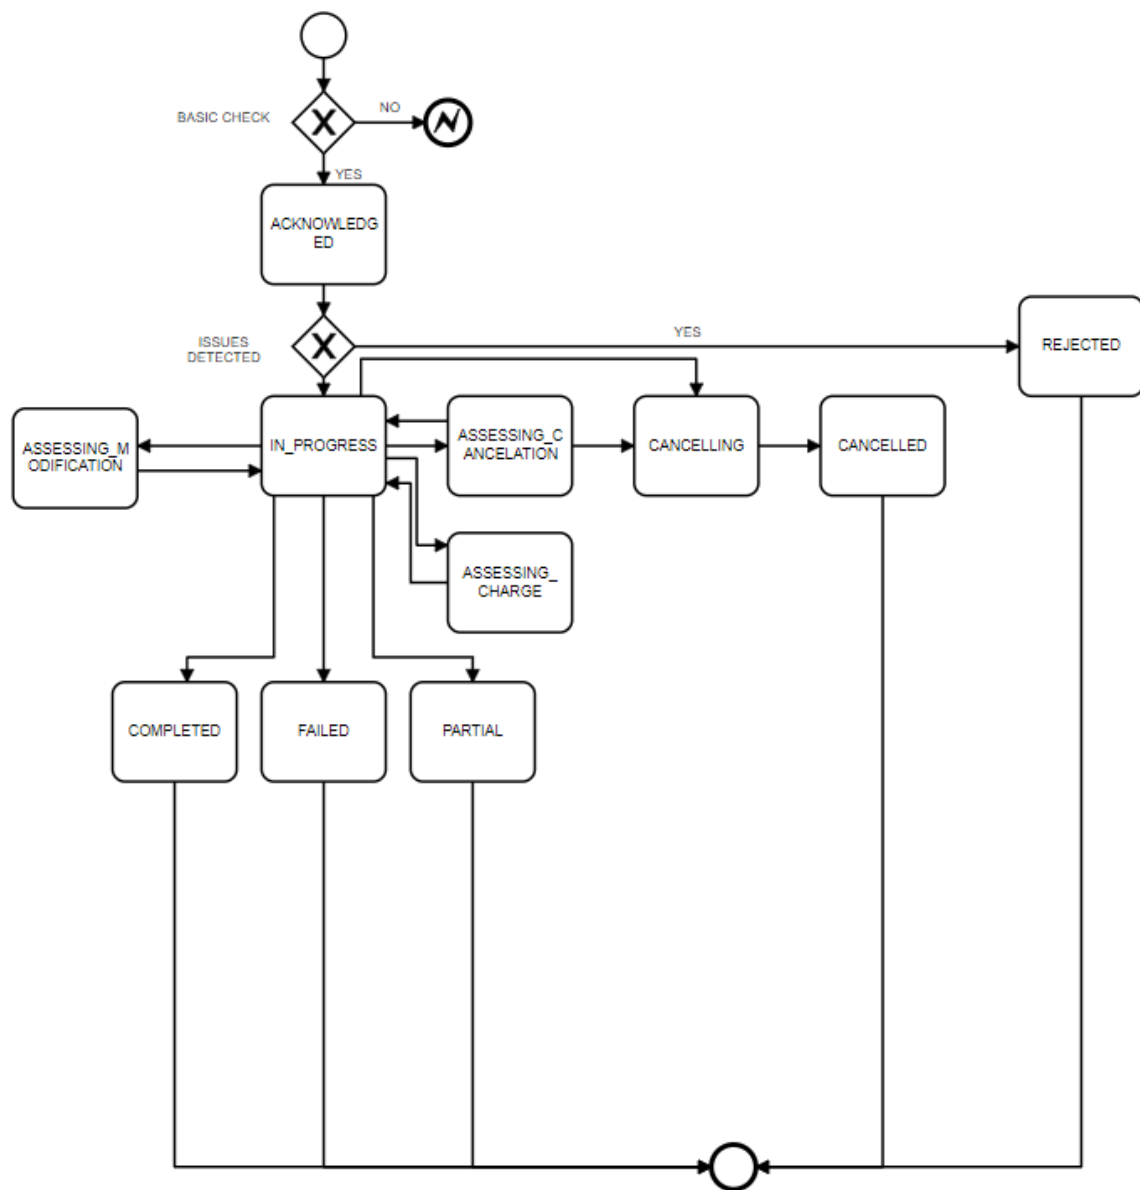 BASIC CHECK
NO
YES
ACKNOWLEDG
ED
ISSUES
DETECTED
YES
REJECTED
ASSESSING_M
ODIFICATION
IN_PROGRESS
ASSESSING_C
ANCELATION
CANCELLING
CANCELLED
ASSESSING_
CHARGE
COMPLETED
FAILED
PARTIAL